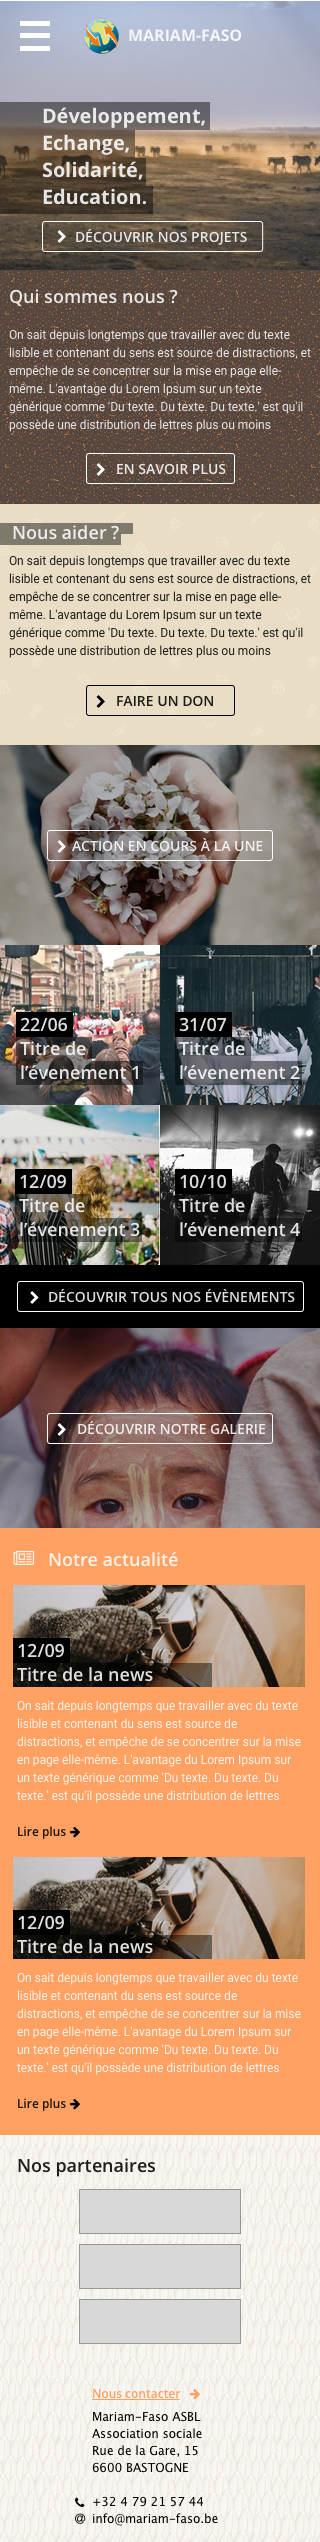 MARIAM-FASO
Développement,
Echange,
Solidarité,
Education.
DÉCOUVRIR NOS PROJETS
Qui sommes nous ?
On sait depuis longtemps que travailler avec du texte
lisible et contenant du sens est source de distractions, et
empêche de se concentrer sur la mise en page elle-
même. L'avantage du Lorem Ipsum sur un texte
générique comme 'Du texte. Du texte. Du texte.' est qu'il
possède une distribution de lettres plus ou moins
EN SAVOIR PLUS
Nous aider ?
On sait depuis longtemps que travailler avec du texte
lisible et contenant du sens est source de distractions, et
empêche de se concentrer sur la mise en page elle-
même. L'avantage du Lorem Ipsum sur un texte
générique comme 'Du texte. Du texte. Du texte.' est qu'il
possède une distribution de lettres plus ou moins
FAIRE UN DON
ACTION EN COURS À LA UNE
22/06
Titre de
l'évenement 1
31/07
Titre de
l'évenement 2
12/09
Titre de
l'évenement 3
10/10
Titre de
l'évenement 4
DÉCOUVRIR TOUS NOS ÉVÈNEMENTS
DÉCOUVRIR NOTRE GALERIE
Notre actualité
12/09
Titre de la news
On sait depuis longtemps que travailler avec du texte
lisible et contenant du sens est source de
distractions, et empêche de se concentrer sur la mise
en page elle-même. L'avantage du Lorem Ipsum sur
un texte générique comme 'Du texte. Du texte. Du
texte.' est qu'il possède une distribution de lettres
Lire plus
12/09
Titre de la news
On sait depuis longtemps que travailler avec du texte
lisible et contenant du sens est source de
distractions, et empêche de se concentrer sur la mise
en page elle-même. L'avantage du Lorem Ipsum sur
un texte générique comme 'Du texte. Du texte. Du
texte.' est qu'il possède une distribution de lettres
Lire plus
Nos partenaires
Nous contacter
Mariam-Faso ASBL
Association sociale
Rue de la Gare, 15
6600 BASTOGNE
+32 4 79 21 57 44
info@mariam-faso.be